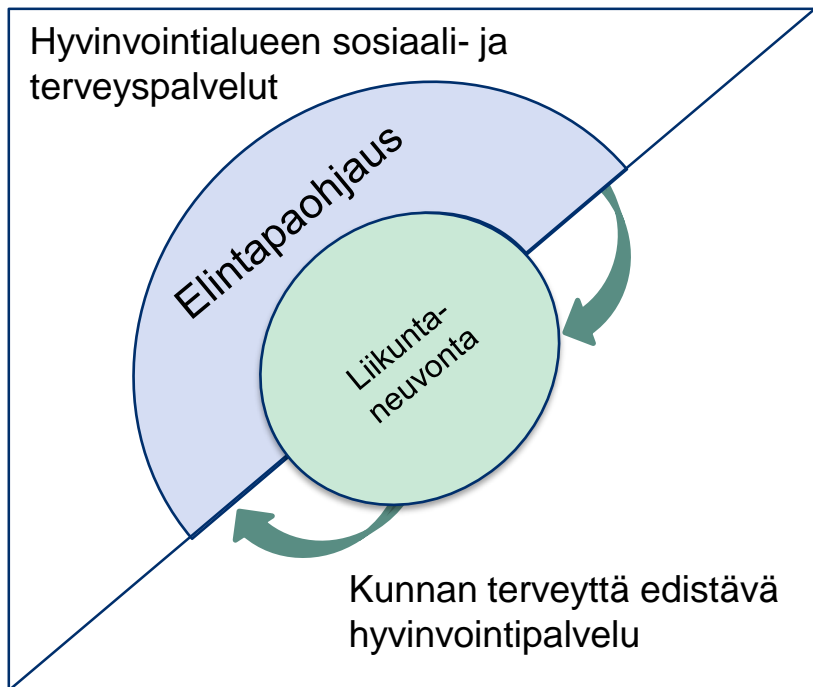 Hyvinvointialueen sosiaali- ja
terveyspalvelut
Elintapaohjaus
Liikunta-
neuvonta
Kunnan terveyttä edistävä
hyvinvointipalvelu